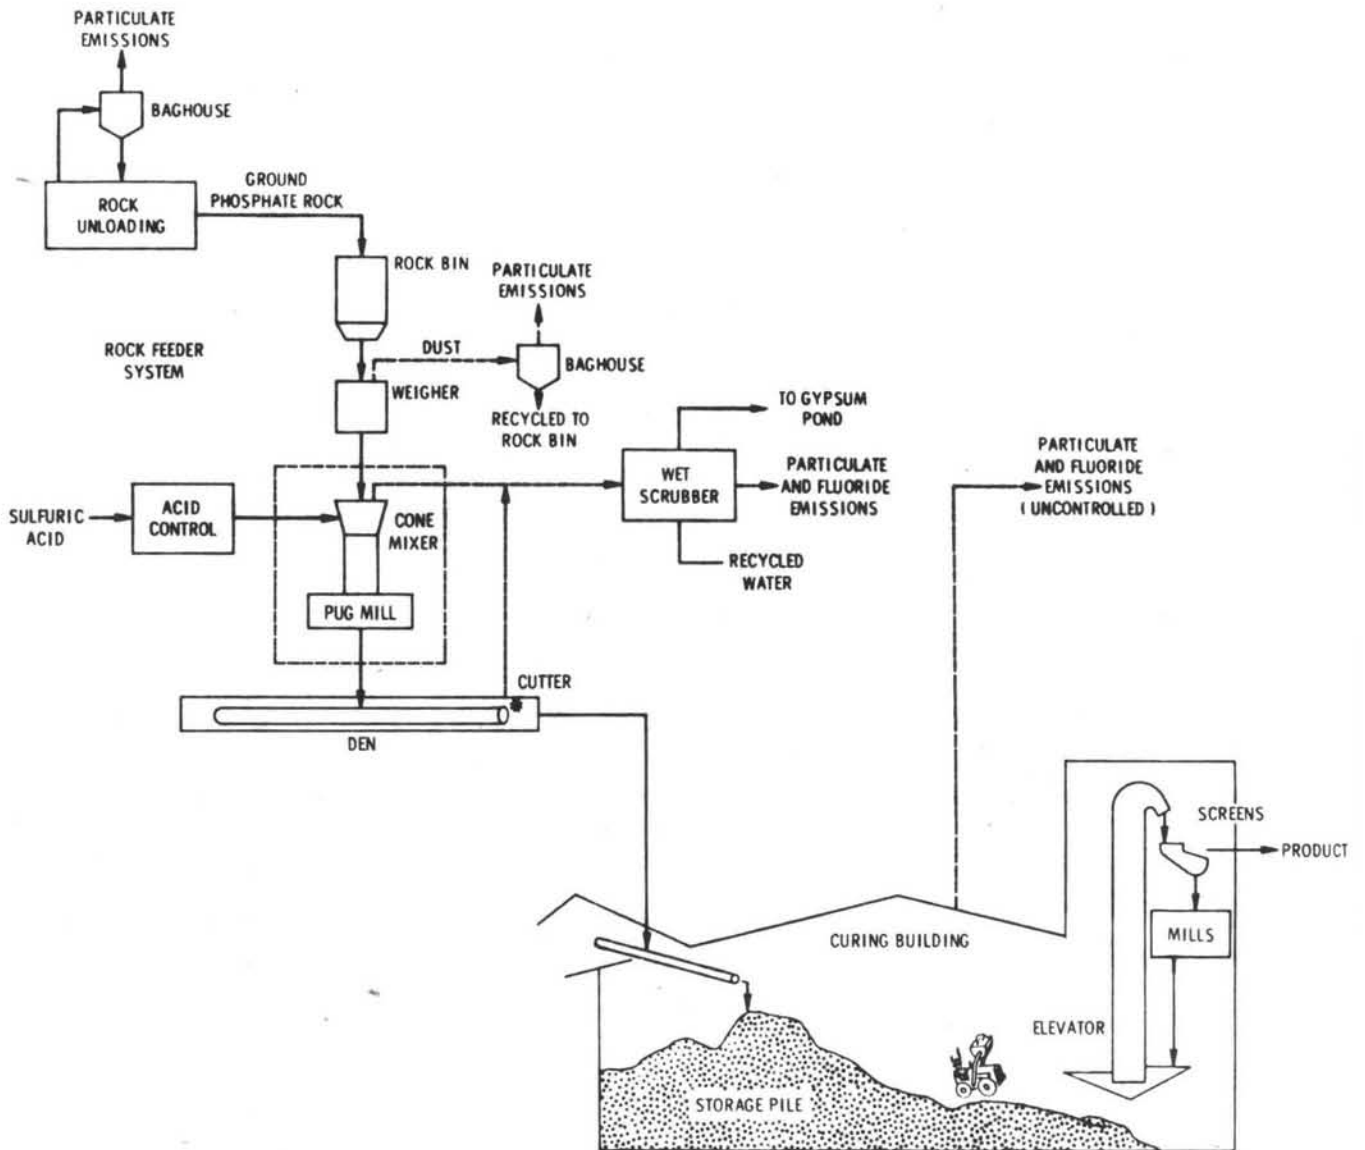 PARTICULATE
EMISSIONS
BAGHOUSE
ROCK
UNLOADING
GROUND
PHOSPHATE ROCK
ROCK BIN
PARTICULATE
EMISSIONS
ROCK FEEDER
SYSTEM
DUST
BAGHOUSE
WEIGHER
RECYCLED TO
ROCK BIN
TO GYPSUM
POND
WET
SCRUBBER
PARTICULATE
AND FLUORIDE
EMISSIONS
PARTICULATE
AND FLUORIDE
EMISSIONS
(UNCONTROLLED)
SULFURIC
ACID
ACID
CONTROL
CONE
MIXER
RECYCLED
WATER
PUG MILL
CUTTER
DEN
SCREENS
PRODUCT
CURING BUILDING
MILLS
ELEVATOR
STORAGE PILE